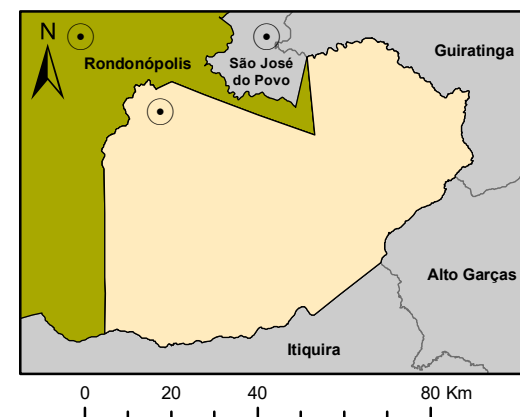 N
Rondonópolis
São José
do Povo
Guiratinga
Alto Garças
Itiquira
0 20 40 80 Km